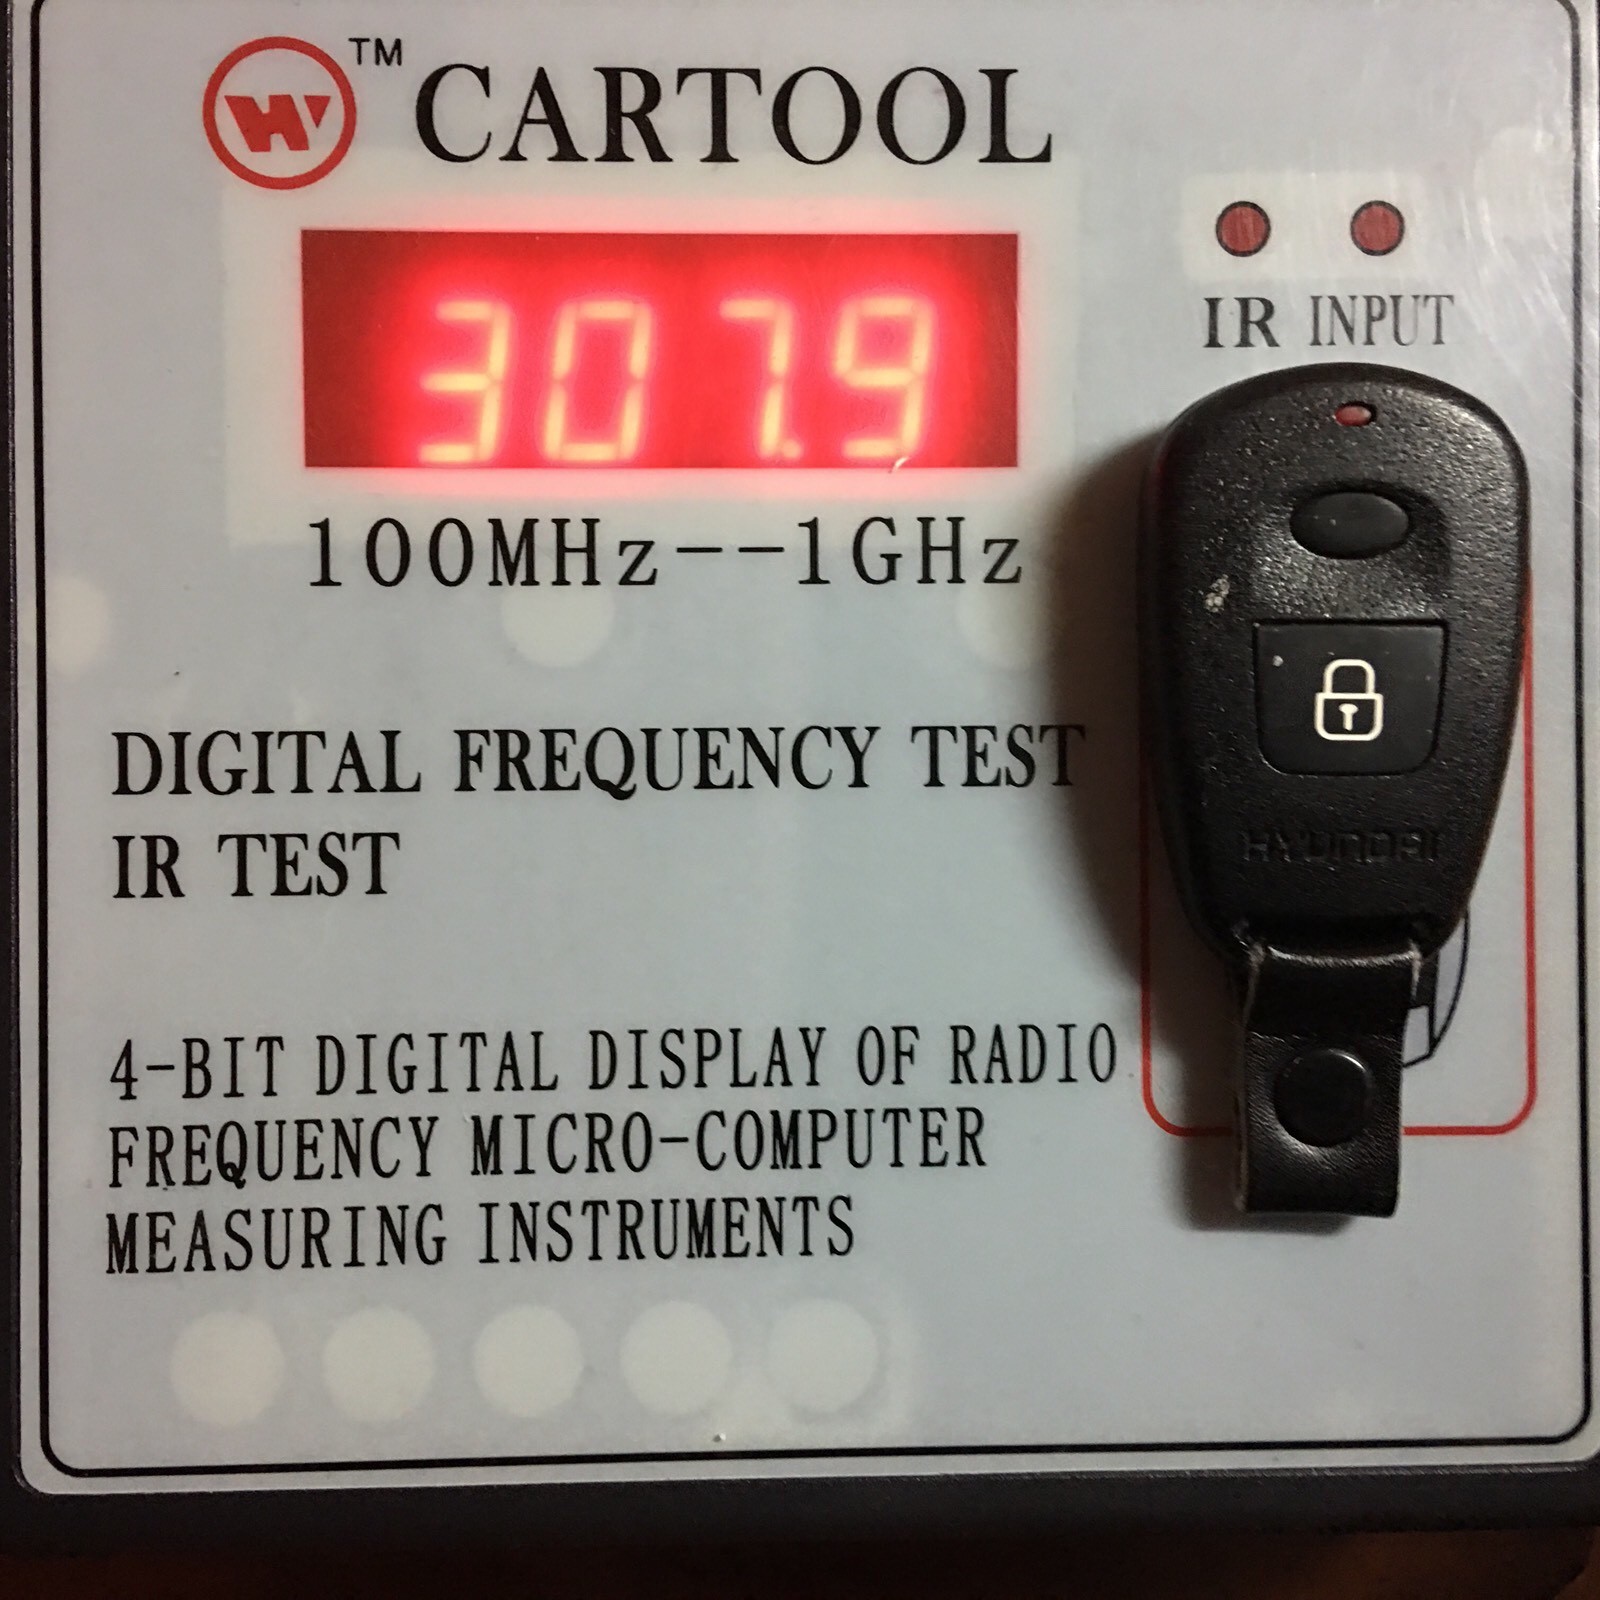 W TM CARTOOL
307.9
100MHz--1GHz
IR INPUT
DIGITAL FREQUENCY TEST
IR TEST
HYUNDAI
4-BIT DIGITAL DISPLAY OF RADIO
FREQUENCY MICRO-COMPUTER
MEASURING INSTRUMENTS